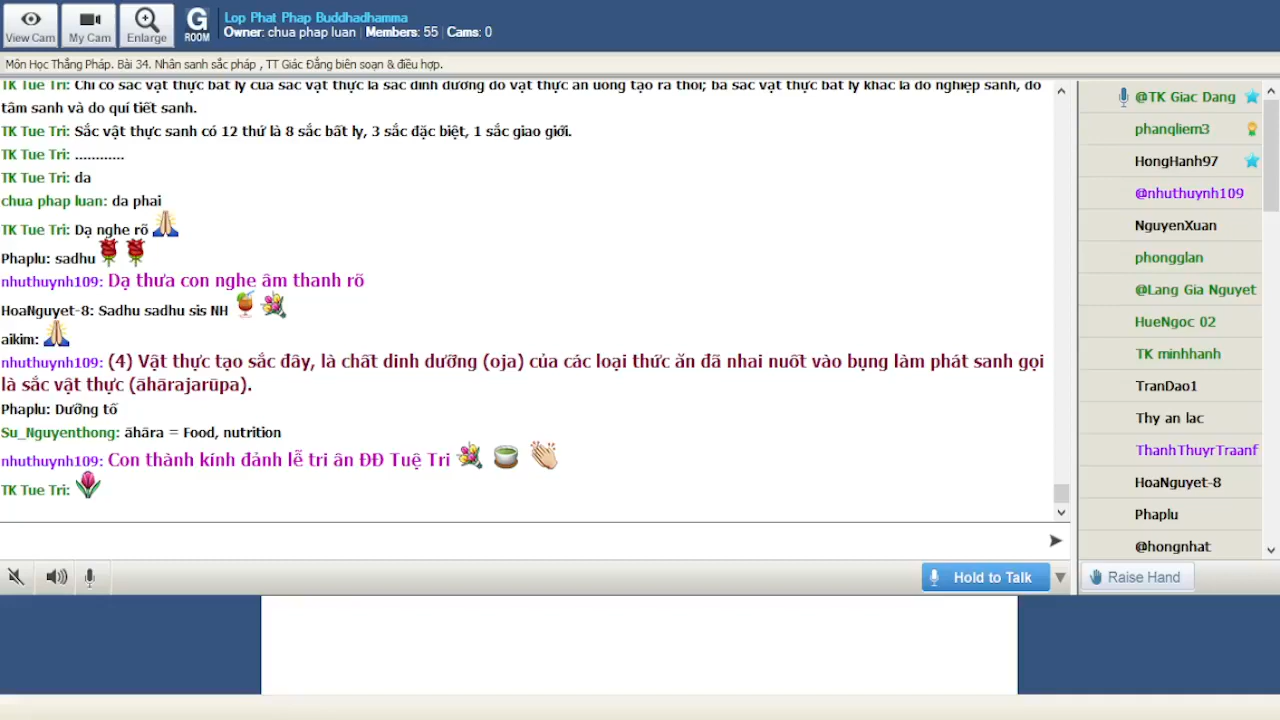 View Cam
My Cam
Enlarge
G
ROOM
Lop Phat Phap Buddhadhamma
Owner: chua phap luan | Members: 55 | Cams: 0
Môn Học Thắng Pháp. Bài 34. Nhân sanh sắc pháp , TT Giác Đẳng biên soạn & điều hợp.
TK Tue Tri: Chỉ có sắc vật thực bất ly của sắc vật thực là sắc dinh dưỡng do vật thực ăn uống tạo ra thôi; ba sắc vật thực bất ly khác là do nghiệp sanh, do
tâm sanh và do quí tiết sanh.
TK Tue Tri: Sắc vật thực sanh có 12 thứ là 8 sắc bất ly, 3 sắc đặc biệt, 1 sắc giao giới.
TK Tue Tri: ............
TK Tue Tri: da
chua phap luan: da phai
TK Tue Tri: Dạ nghe rõ
Phaplu: sadhu
nhuthuynh109: Dạ thưa con nghe âm thanh rõ
HoaNguyet-8: Sadhu sadhu sis NH
aikim:
nhuthuynh109: (4) Vật thực tạo sắc đây, là chất dinh dưỡng (oja) của các loại thức ăn đã nhai nuốt vào bụng làm phát sanh gọi
là sắc vật thực (āhārajarūpa).
Phaplu: Dưỡng tố
Su_Nguyenthong: āhāra = Food, nutrition
nhuthuynh109: Con thành kính đảnh lễ tri ân ĐĐ Tuệ Tri
TK Tue Tri:
Hold to Talk
@TK Giac Dang
phanqliem3
HongHanh97
@nhuthuynh109
NguyenXuan
phongglan
@Lang Gia Nguyet
HueNgoc 02
TK minhhanh
TranDao1
Thy an lac
ThanhThuyrTraanf
HoaNguyet-8
Phaplu
@hongnhat
Raise Hand